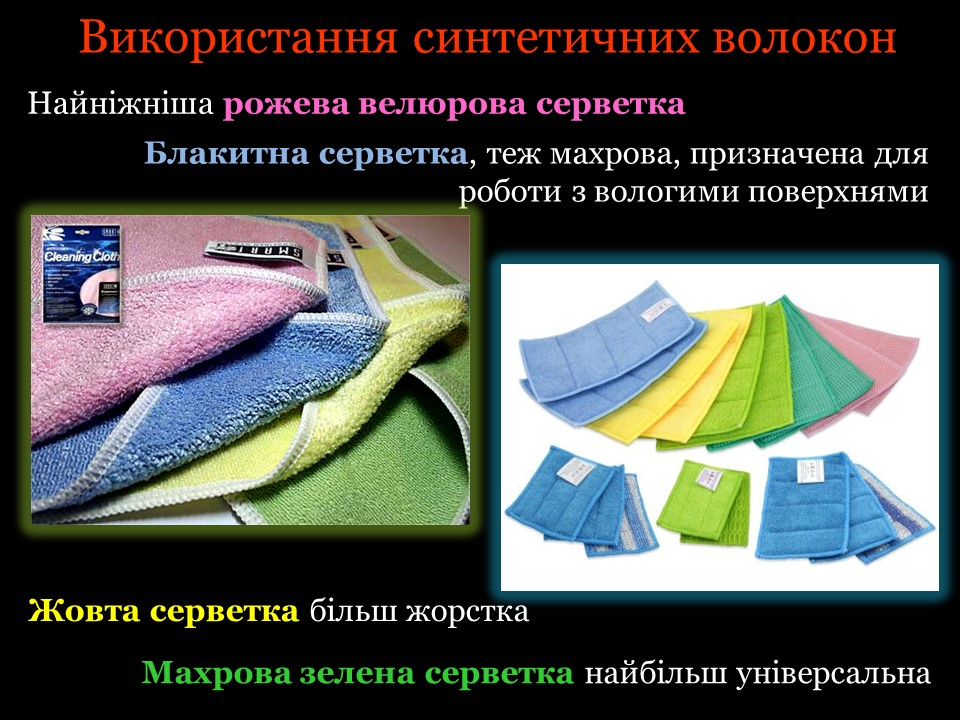 Використання синтетичних волокон
Найніжніша рожева велюрова серветка
Блакитна серветка, теж махрова, призначена для
роботи з вологими поверхнями
Cleaning Cloth
SMART
Жовта серветка більш жорстка
Махрова зелена серветка найбільш універсальна